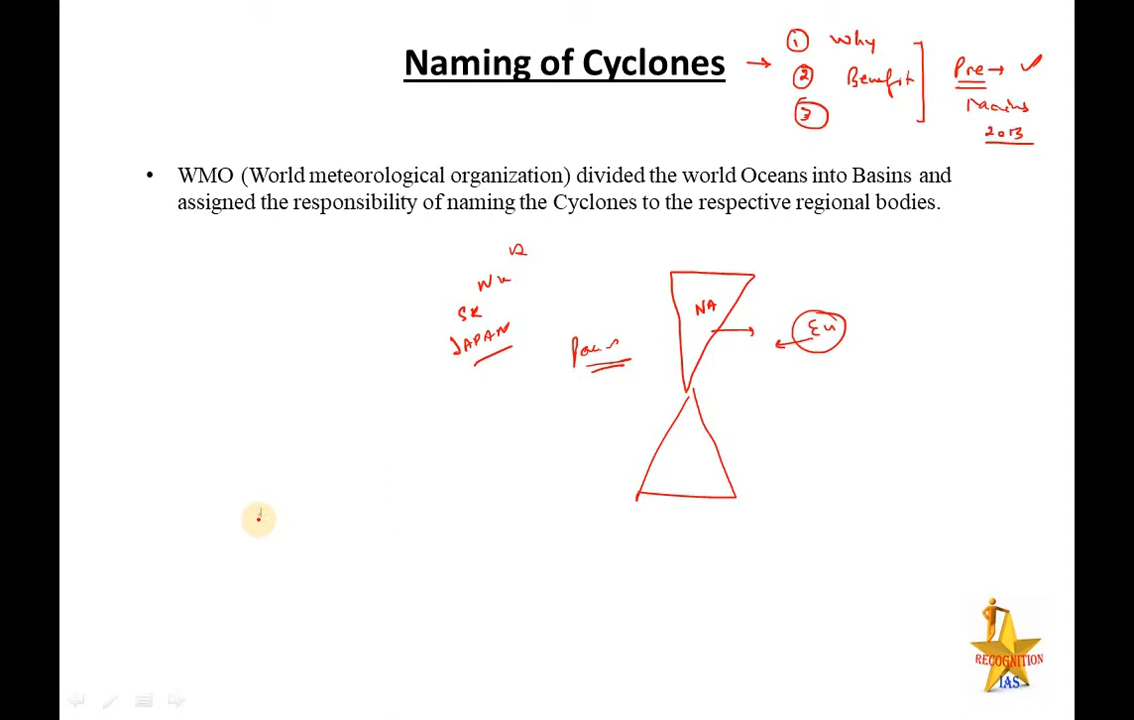 Naming of Cyclones → ① Why
② Benefit
③
Pre → ✓
Mains
2013
• WMO (World meteorological organization) divided the world Oceans into Basins and
assigned the responsibility of naming the Cyclones to the respective regional bodies.
SK
JAPAN
NA
EU
RECOGNITION
IAS